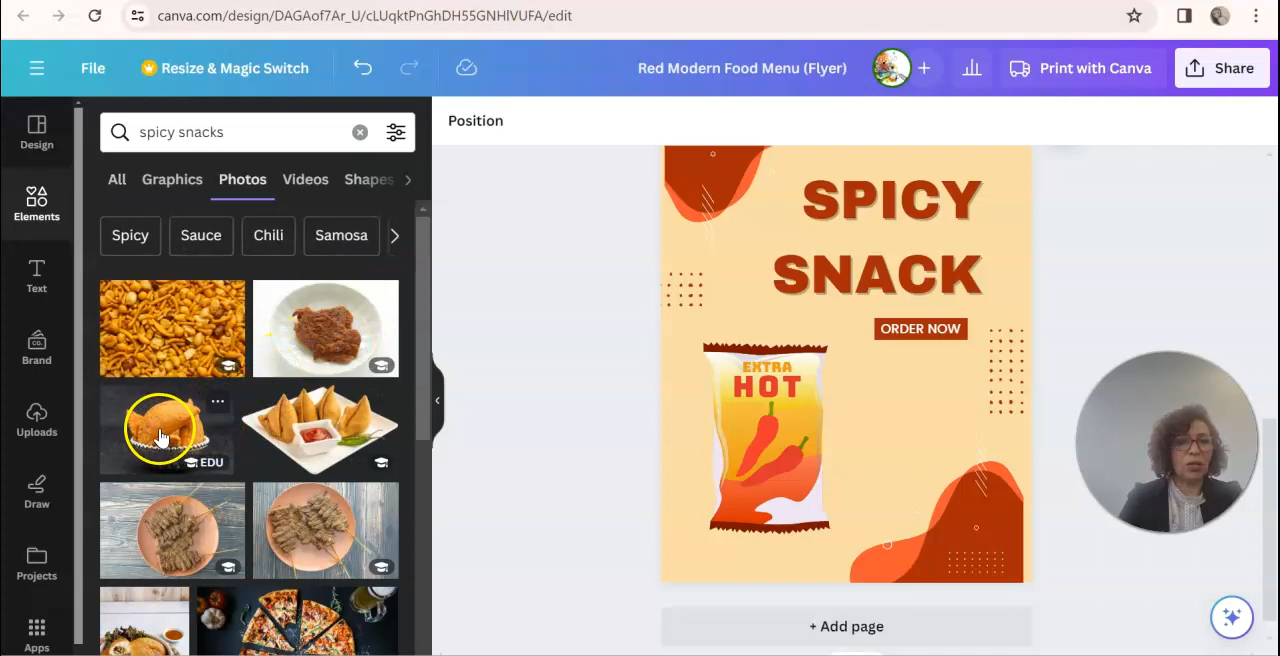 canva.com/design/DAGAof7Ar_U/cLUqktPnGhDH55GNHlVUFA/edit
File
Resize & Magic Switch
Red Modern Food Menu (Flyer)
Print with Canva
Share
Design
Elements
Text
Brand
Uploads
Draw
Projects
Apps
spicy snacks
All Graphics Photos Videos Shapes
Spicy Sauce Chili Samosa
EDU
Position
SPICY
SNACK
ORDER NOW
EXTRA
HOT
+ Add page